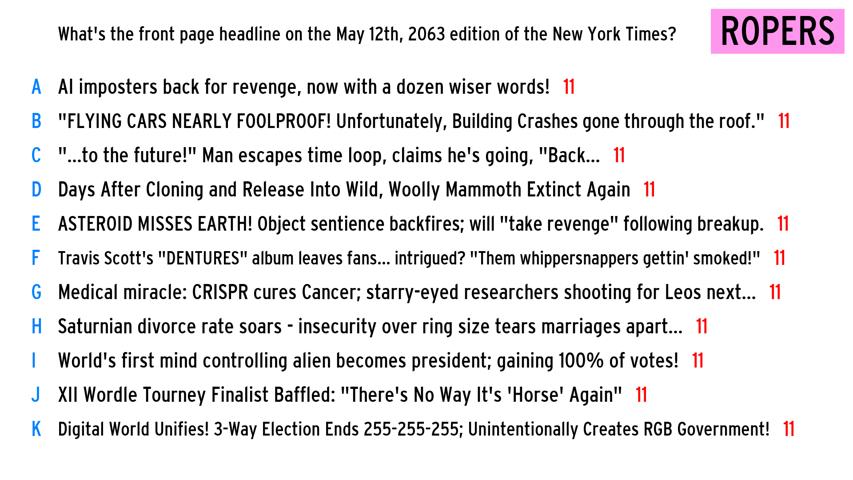 What's the front page headline on the May 12th, 2063 edition of the New York Times?
ROPERS
A AI imposters back for revenge, now with a dozen wiser words! 11
B "FLYING CARS NEARLY FOOLPROOF! Unfortunately, Building Crashes gone through the roof." 11
C "...to the future!" Man escapes time loop, claims he's going, "Back... 11
D Days After Cloning and Release Into Wild, Woolly Mammoth Extinct Again 11
E ASTEROID MISSES EARTH! Object sentience backfires; will "take revenge" following breakup. 11
F Travis Scott's "DENTURES" album leaves fans... intrigued? "Them whippersnappers gettin' smoked!" 11
G Medical miracle: CRISPR cures Cancer; starry-eyed researchers shooting for Leos next... 11
H Saturnian divorce rate soars - insecurity over ring size tears marriages apart... 11
I World's first mind controlling alien becomes president; gaining 100% of votes! 11
J XII Wordle Tourney Finalist Baffled: "There's No Way It's 'Horse' Again" 11
K Digital World Unifies! 3-Way Election Ends 255-255-255; Unintentionally Creates RGB Government! 11